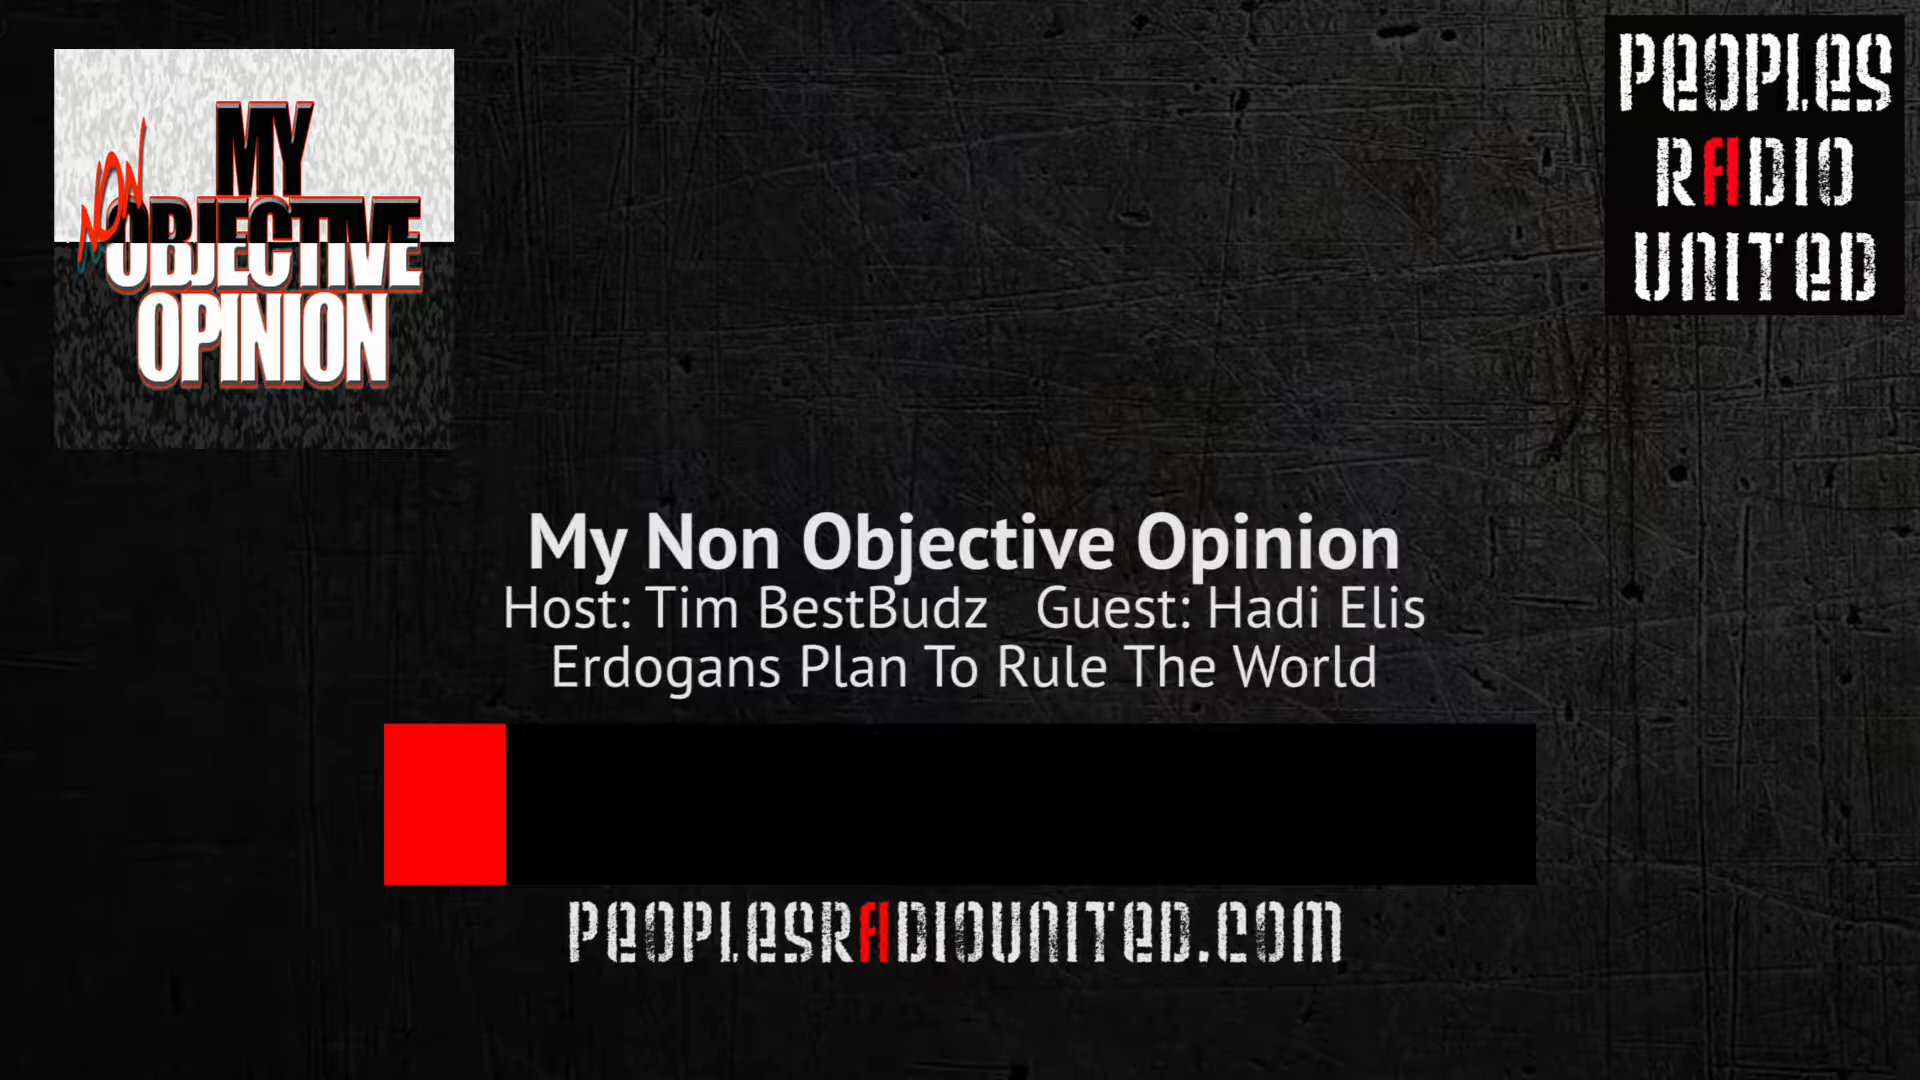 MY
NON
OBJECTIVE
OPINION
PEOPLES
RADIO
UNITED
My Non Objective Opinion
Host: Tim BestBudz Guest: Hadi Elis
Erdogans Plan To Rule The World
PEOPLESRADIOUNITED.COM